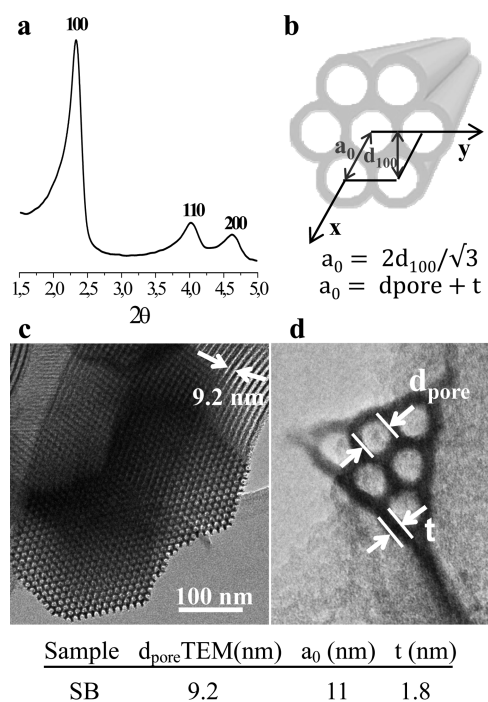 a
100
110
200
1,5 2,0 2,5 3,0 3,5 4,0 4,5 5,0
2θ
b
a₀
d₁₀₀
y
x
a₀ = 2d₁₀₀/√3
a₀ = dpore + t
c
9.2 nm
100 nm
d
d_pore
t
Sample d_poreTEM(nm) a₀ (nm) t (nm)
SB 9.2 11 1.8